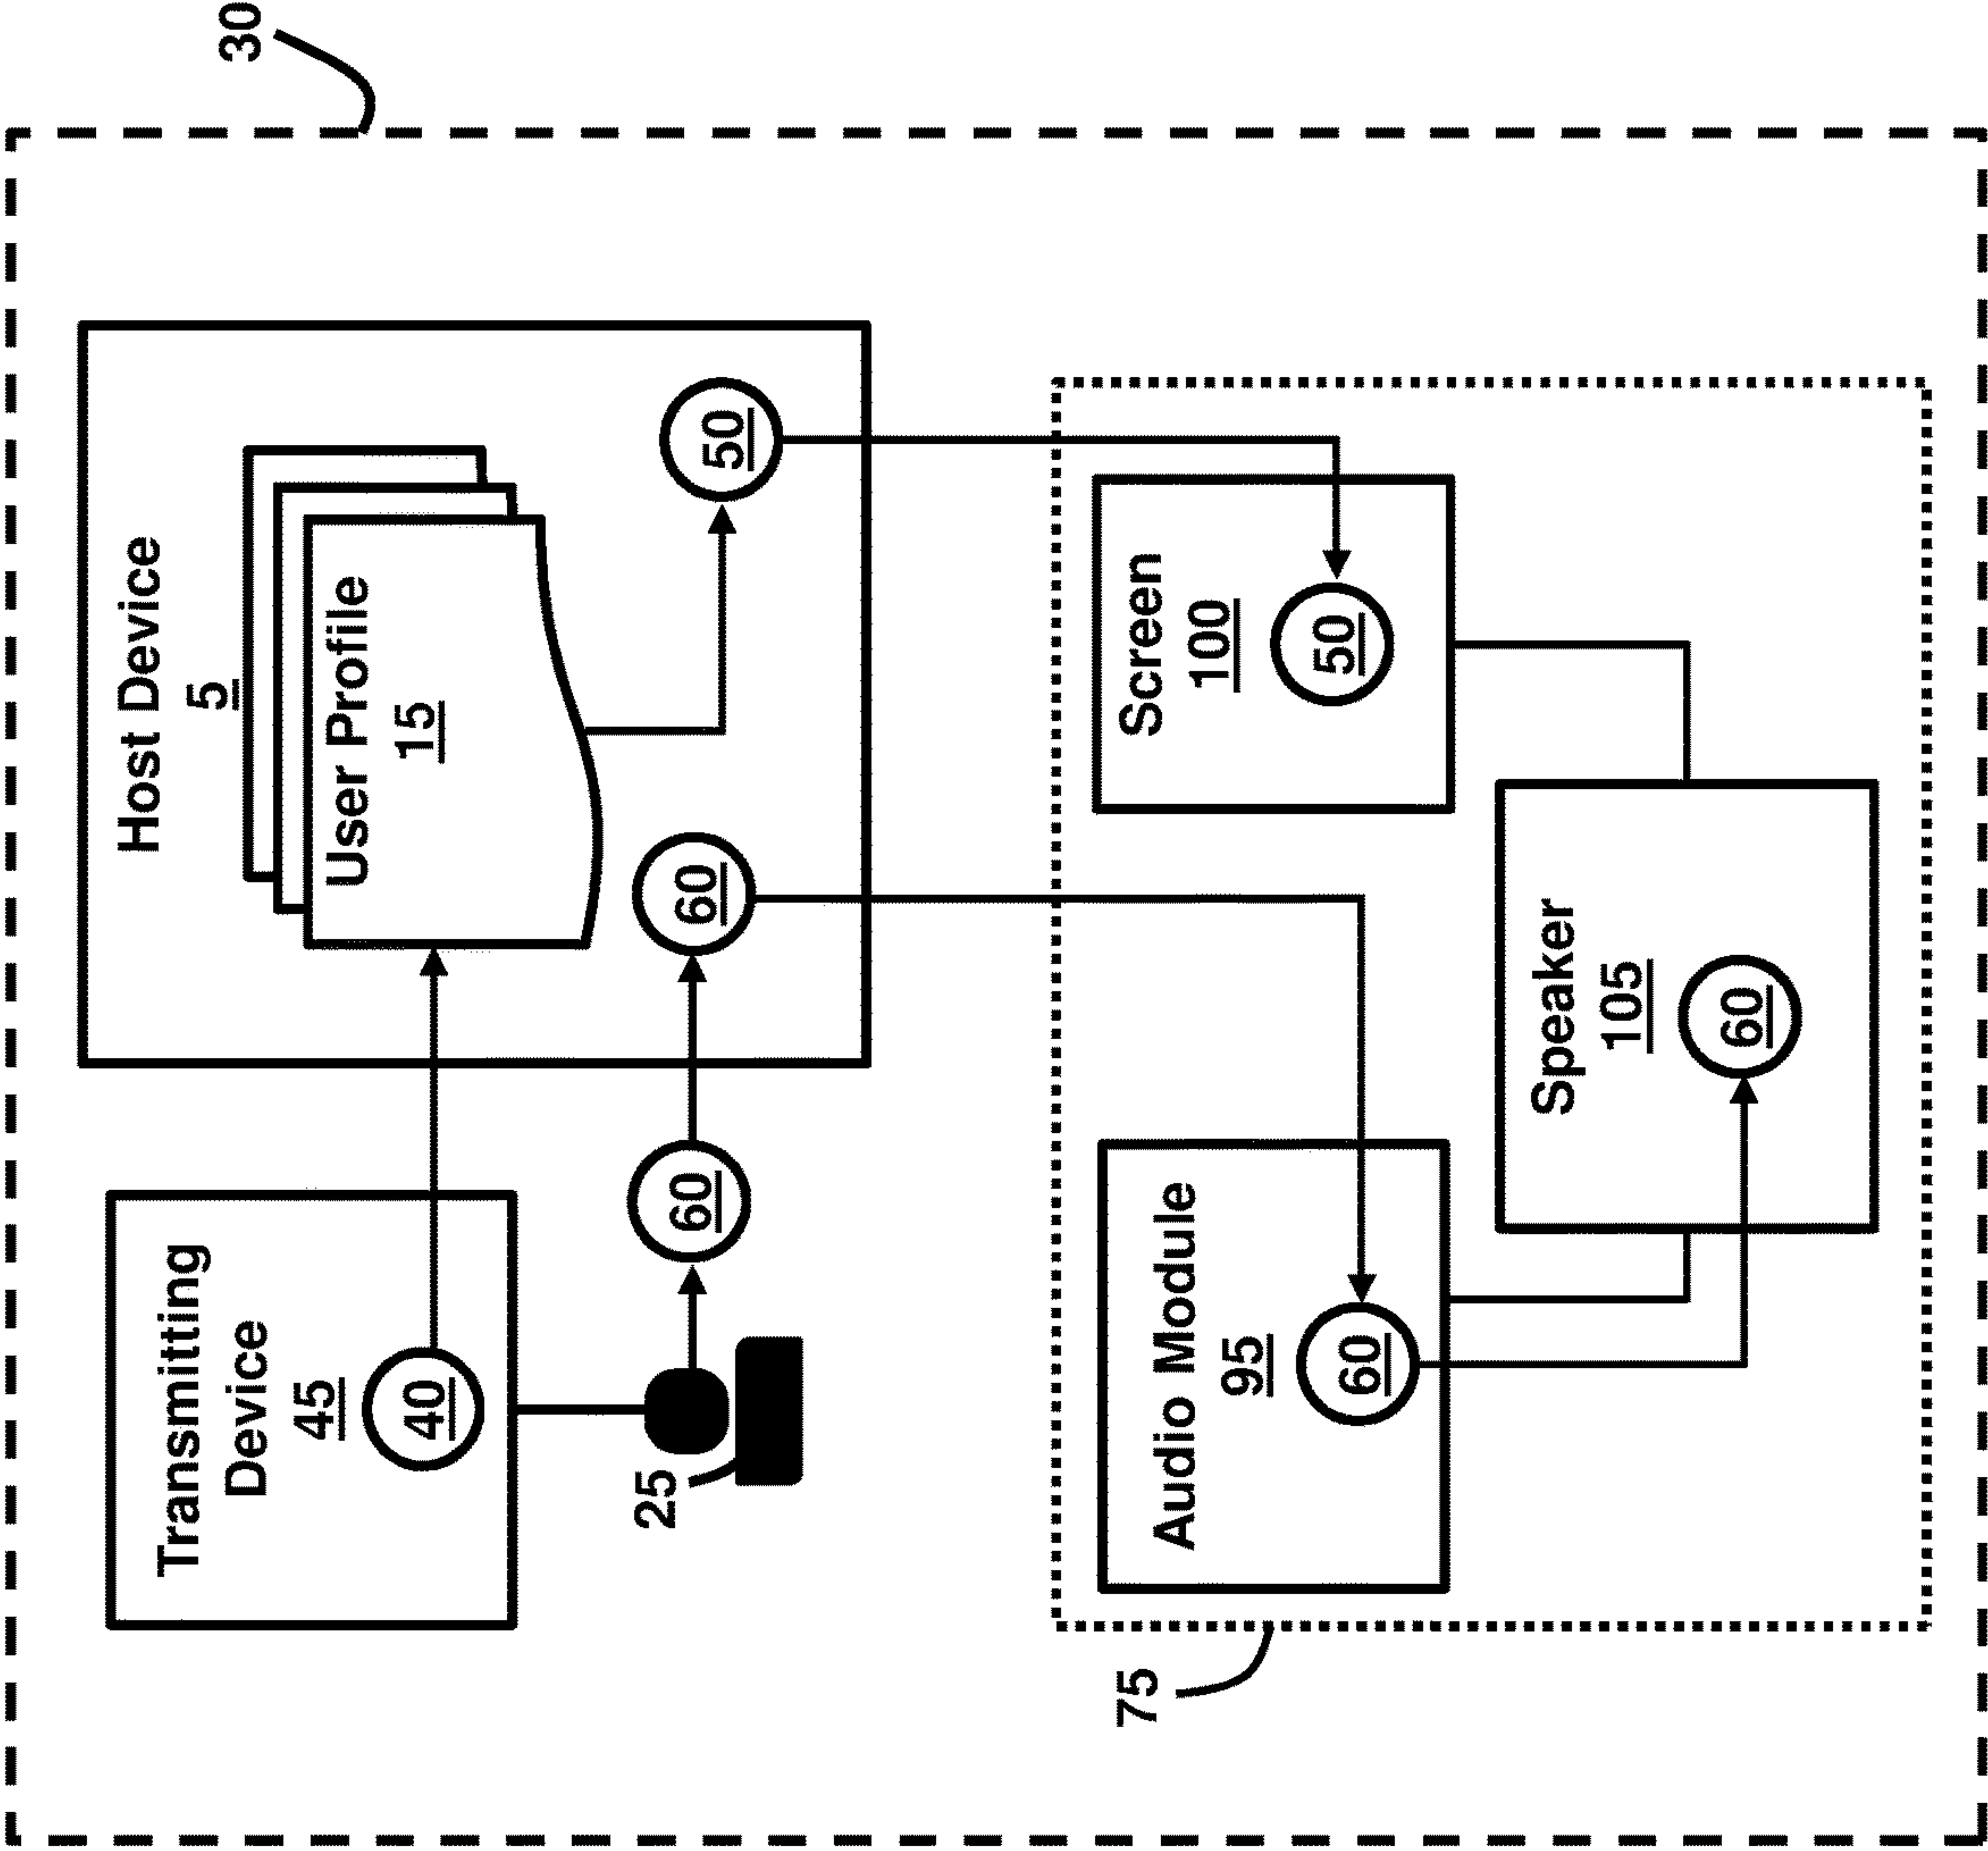 30
Transmitting
Device
45
40
25
60
Host Device
5
User Profile
15
60
50
75
Audio Module
95
60
Screen
100
50
Speaker
105
60